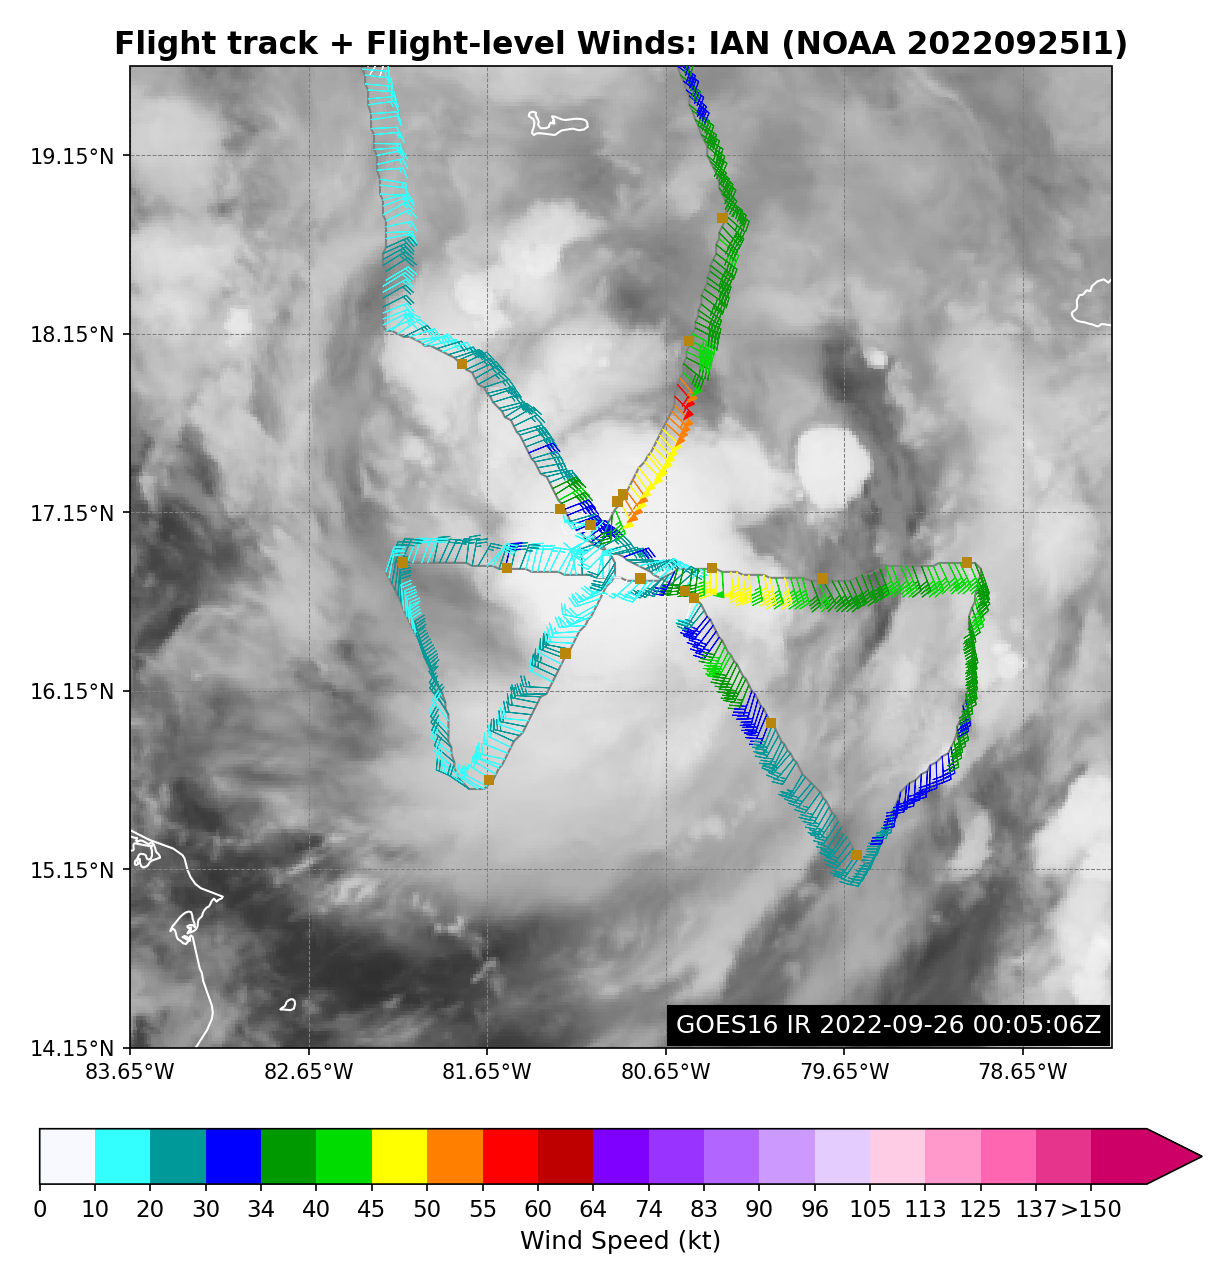 Flight track + Flight-level Winds: IAN (NOAA 20220925I1)
19.15°N
18.15°N
17.15°N
16.15°N
15.15°N
14.15°N
GOES16 IR 2022-09-26 00:05:06Z
83.65°W 82.65°W 81.65°W 80.65°W 79.65°W 78.65°W
0 10 20 30 34 40 45 50 55 60 64 74 83 90 96 105 113 125 137 >150
Wind Speed (kt)